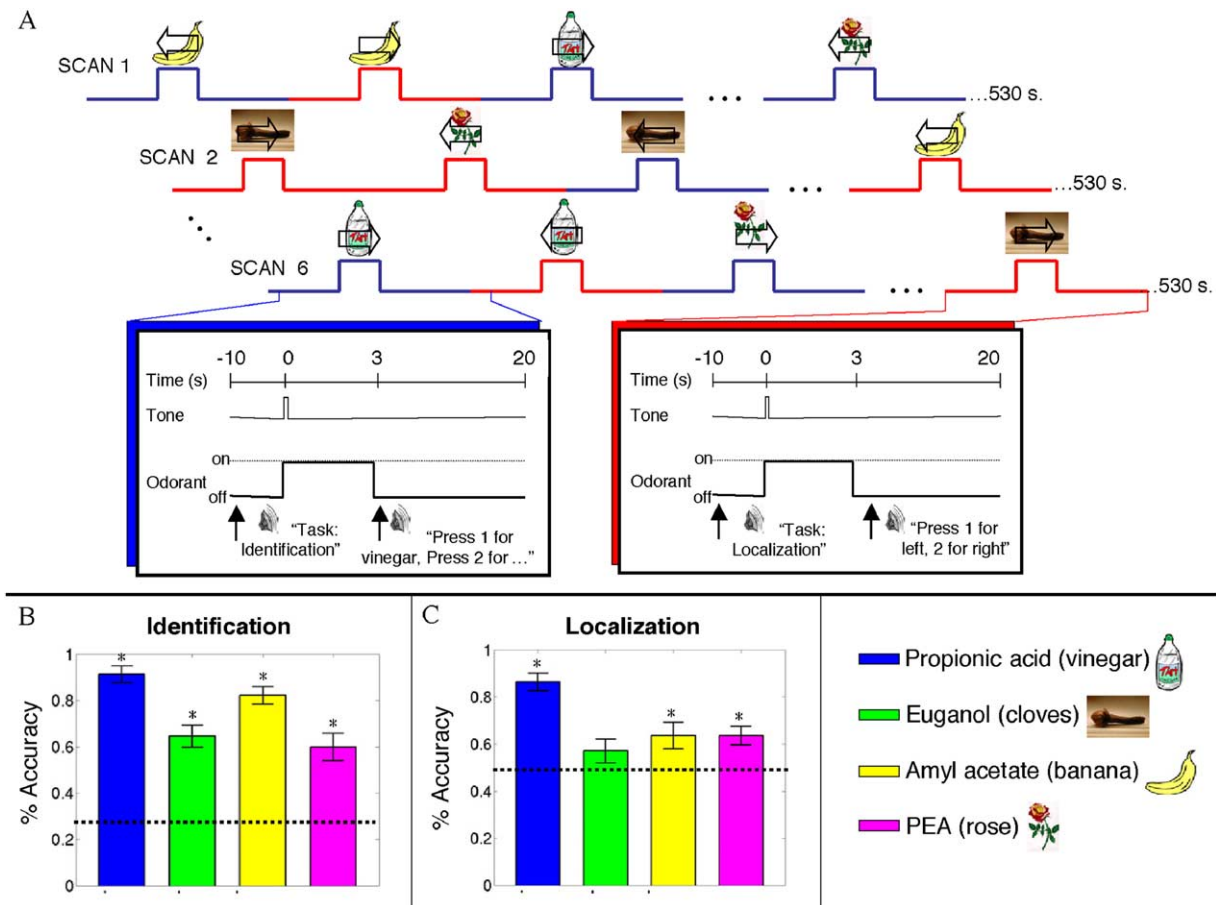 A
SCAN 1
...530 s.
SCAN 2
...530 s.
SCAN 6
...530 s.
-10 0 3 20
Time (s)
Tone
on
Odorant
off
“Task:
Identification”
“Press 1 for
vinegar, Press 2 for ...”
-10 0 3 20
Time (s)
Tone
on
Odorant
off
“Task:
Localization”
“Press 1 for
left, 2 for right”
B
Identification
% Accuracy
1
0.8
0.6
0.4
0.2
0
* * * *
C
Localization
% Accuracy
1
0.8
0.6
0.4
0.2
0
* * *
Propionic acid (vinegar)
Euganol (cloves)
Amyl acetate (banana)
PEA (rose)